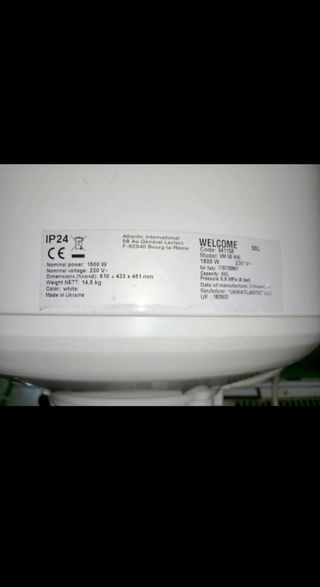 IP24
CE
Nominal power: 1500 W
Nominal voltage: 230 V~
Dimensions (hxwxd): 610 x 433 x 451 mm
Weight NETT: 14,5 kg
Color: white
Made in Ukraine
Atlantic International
58 Av Général Leclerc
F-92340 Bourg-la-Reine
WELCOME 50L
Code: 841158
Model: VM 50 N4L
1500 W 230 V~
Capacity: 50L
Pressure: 0,8 MPa (8 bar)
Date of manufacture:
Manufacturer: "UKRATLANTIC" LLC